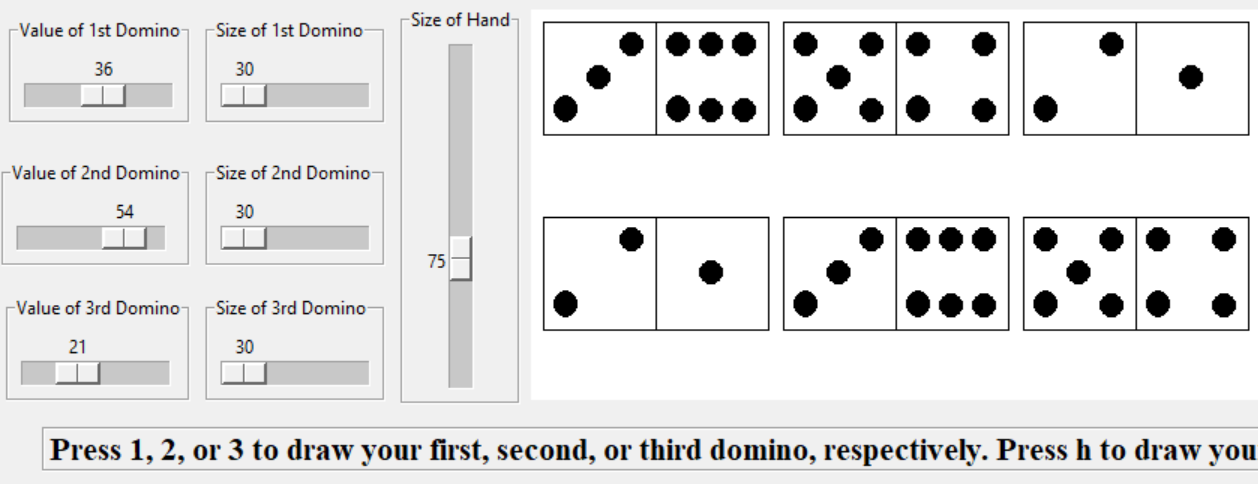 Value of 1st Domino
36
Size of 1st Domino
30
Size of Hand
75
Value of 2nd Domino
54
Size of 2nd Domino
30
Value of 3rd Domino
21
Size of 3rd Domino
30
Press 1, 2, or 3 to draw your first, second, or third domino, respectively. Press h to draw you